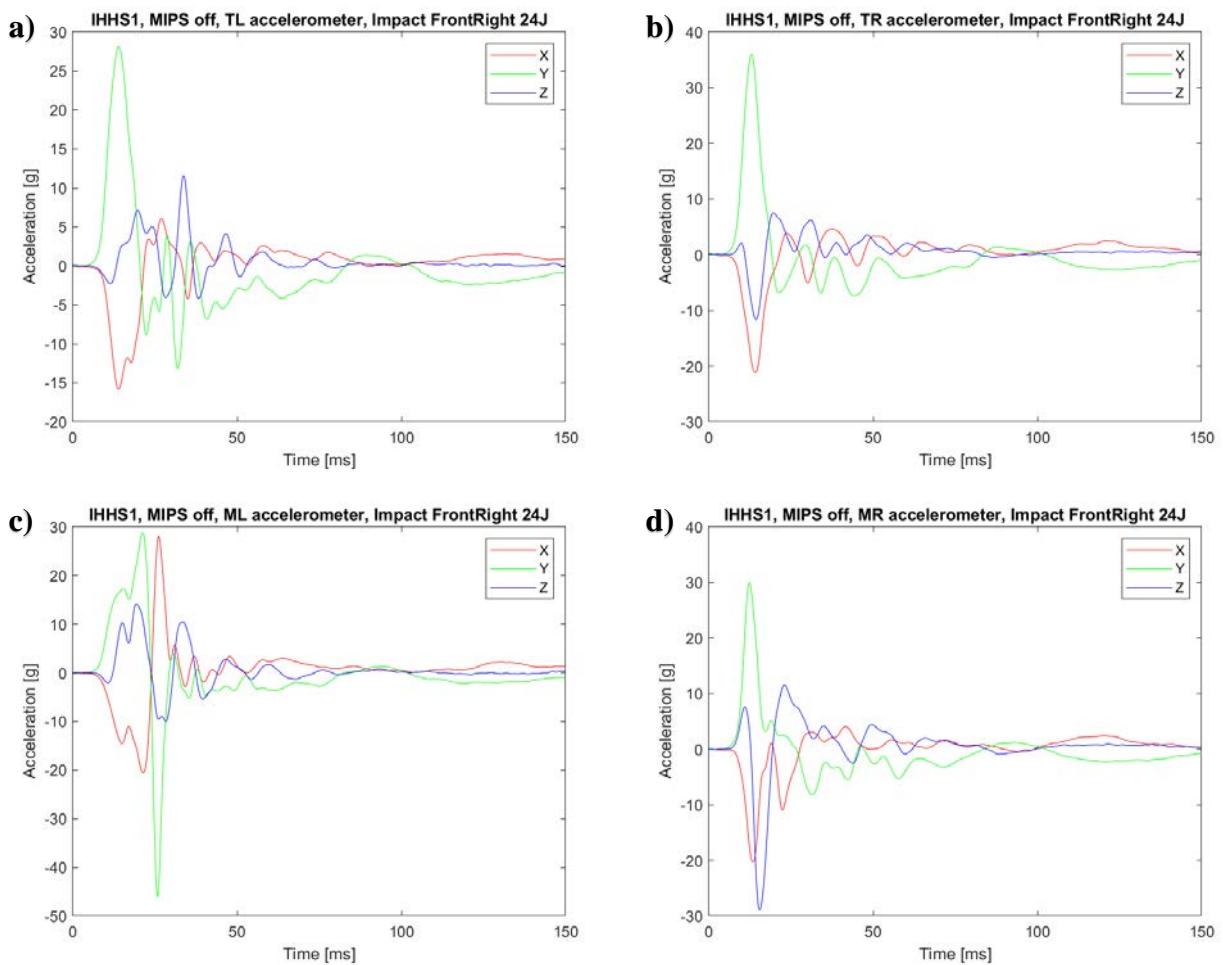 a)
IHHS1, MIPS off, TL accelerometer, Impact FrontRight 24J
30
25
20
15
10
5
0
-5
-10
-15
-20
Acceleration [g]
X
Y
Z
0
50
100
150
Time [ms]
b)
IHHS1, MIPS off, TR accelerometer, Impact FrontRight 24J
40
30
20
10
0
-10
-20
-30
Acceleration [g]
X
Y
Z
0
50
100
150
Time [ms]
c)
IHHS1, MIPS off, ML accelerometer, Impact FrontRight 24J
30
20
10
0
-10
-20
-30
-40
-50
Acceleration [g]
X
Y
Z
0
50
100
150
Time [ms]
d)
IHHS1, MIPS off, MR accelerometer, Impact FrontRight 24J
40
30
20
10
0
-10
-20
-30
Acceleration [g]
X
Y
Z
0
50
100
150
Time [ms]